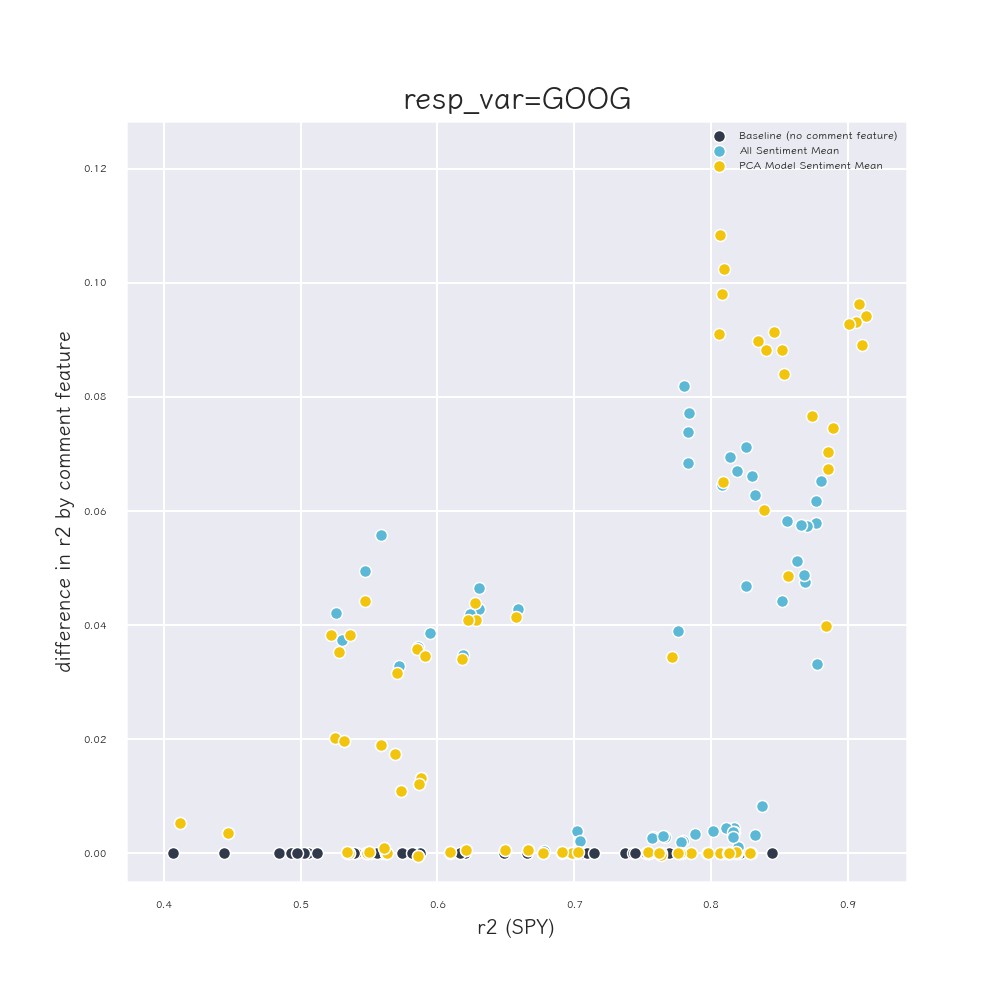 resp_var=GOOG
Baseline (no comment feature)
All Sentiment Mean
PCA Model Sentiment Mean
difference in r2 by comment feature
0.12
0.10
0.08
0.06
0.04
0.02
0.00
0.4 0.5 0.6 0.7 0.8 0.9
r2 (SPY)